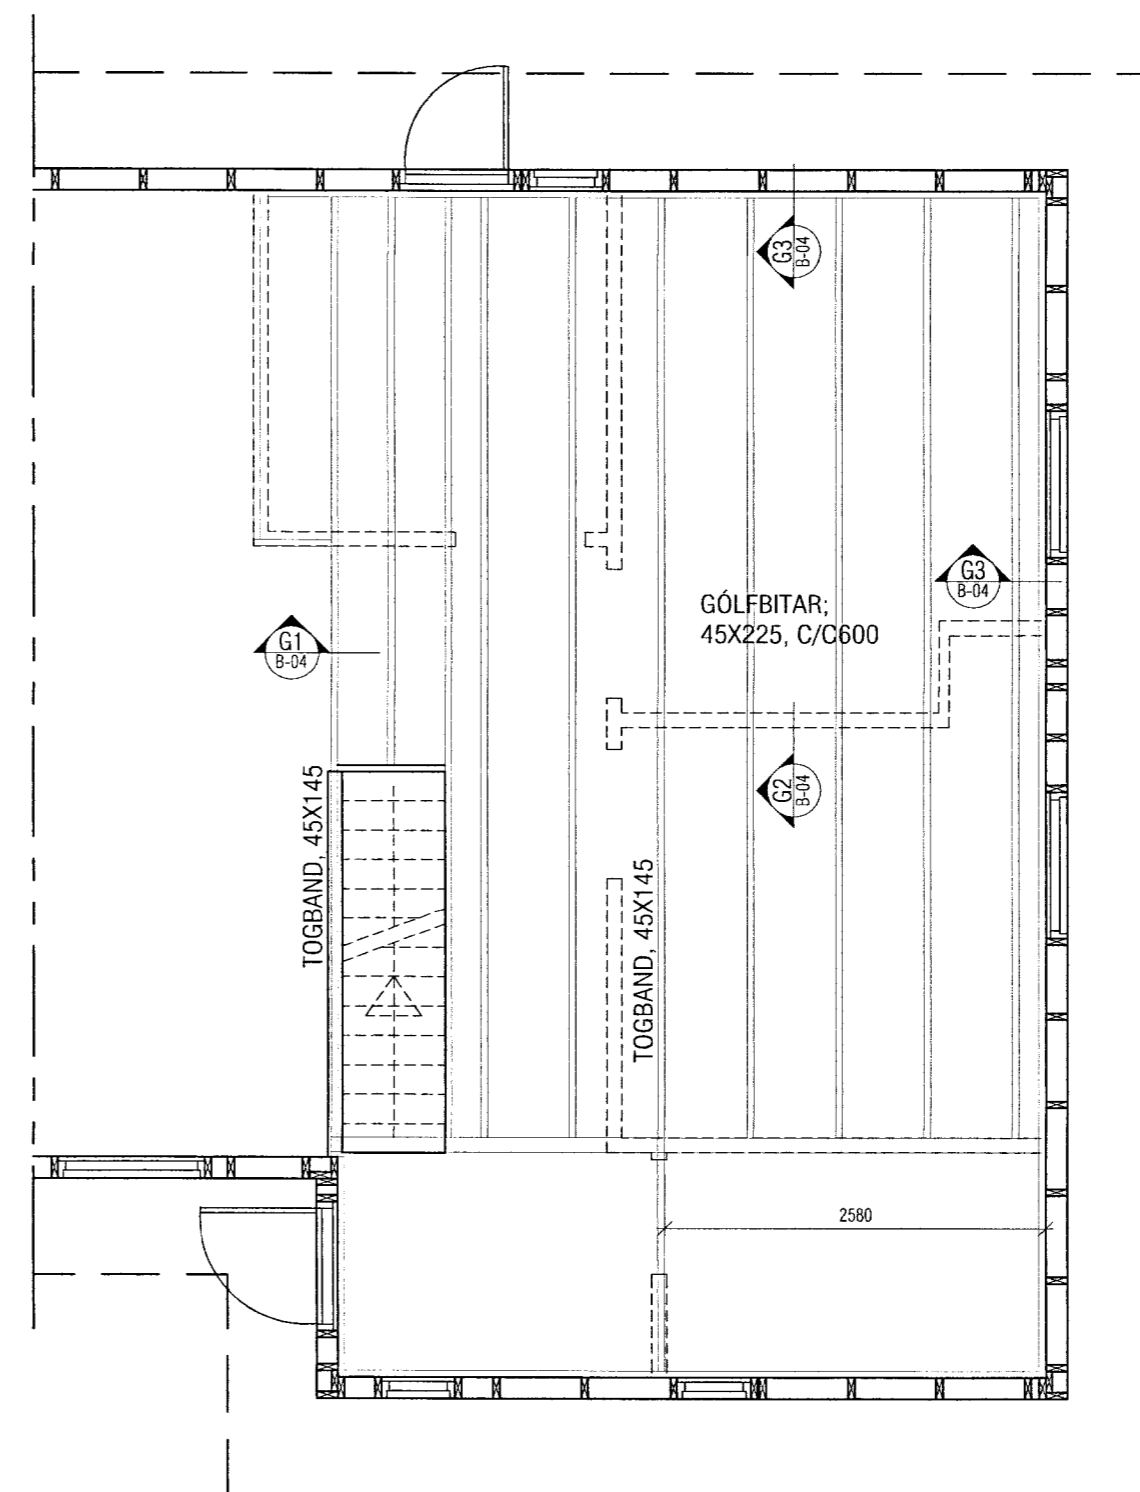 G3
B-04
GÓLFBITAR;
45X225, C/C600
G3
B-04
G1
B-04
G2
B-04
TOGBAND, 45X145
TOGBAND, 45X145
2580